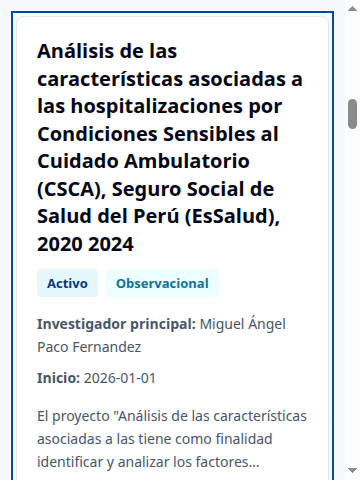 Análisis de las
características asociadas a
las hospitalizaciones por
Condiciones Sensibles al
Cuidado Ambulatorio
(CSCA), Seguro Social de
Salud del Perú (EsSalud),
2020 2024
Activo Observacional
Investigador principal: Miguel Ángel
Paco Fernandez
Inicio: 2026-01-01
El proyecto "Análisis de las características
asociadas a las tiene como finalidad
identificar y analizar los factores...